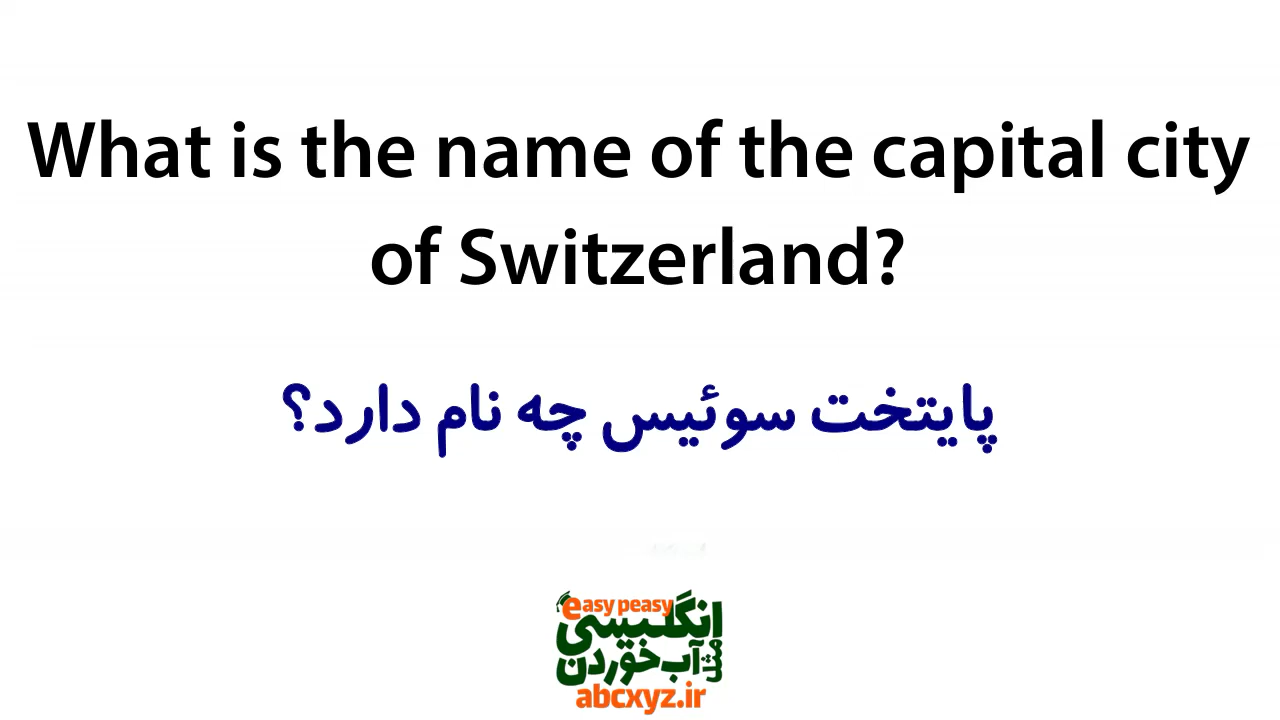 What is the name of the capital city
of Switzerland?
پایتخت سوئیس چه نام دارد؟
easy peasy
انگلیسی
مثل
آب خوردن
abcxyz.ir